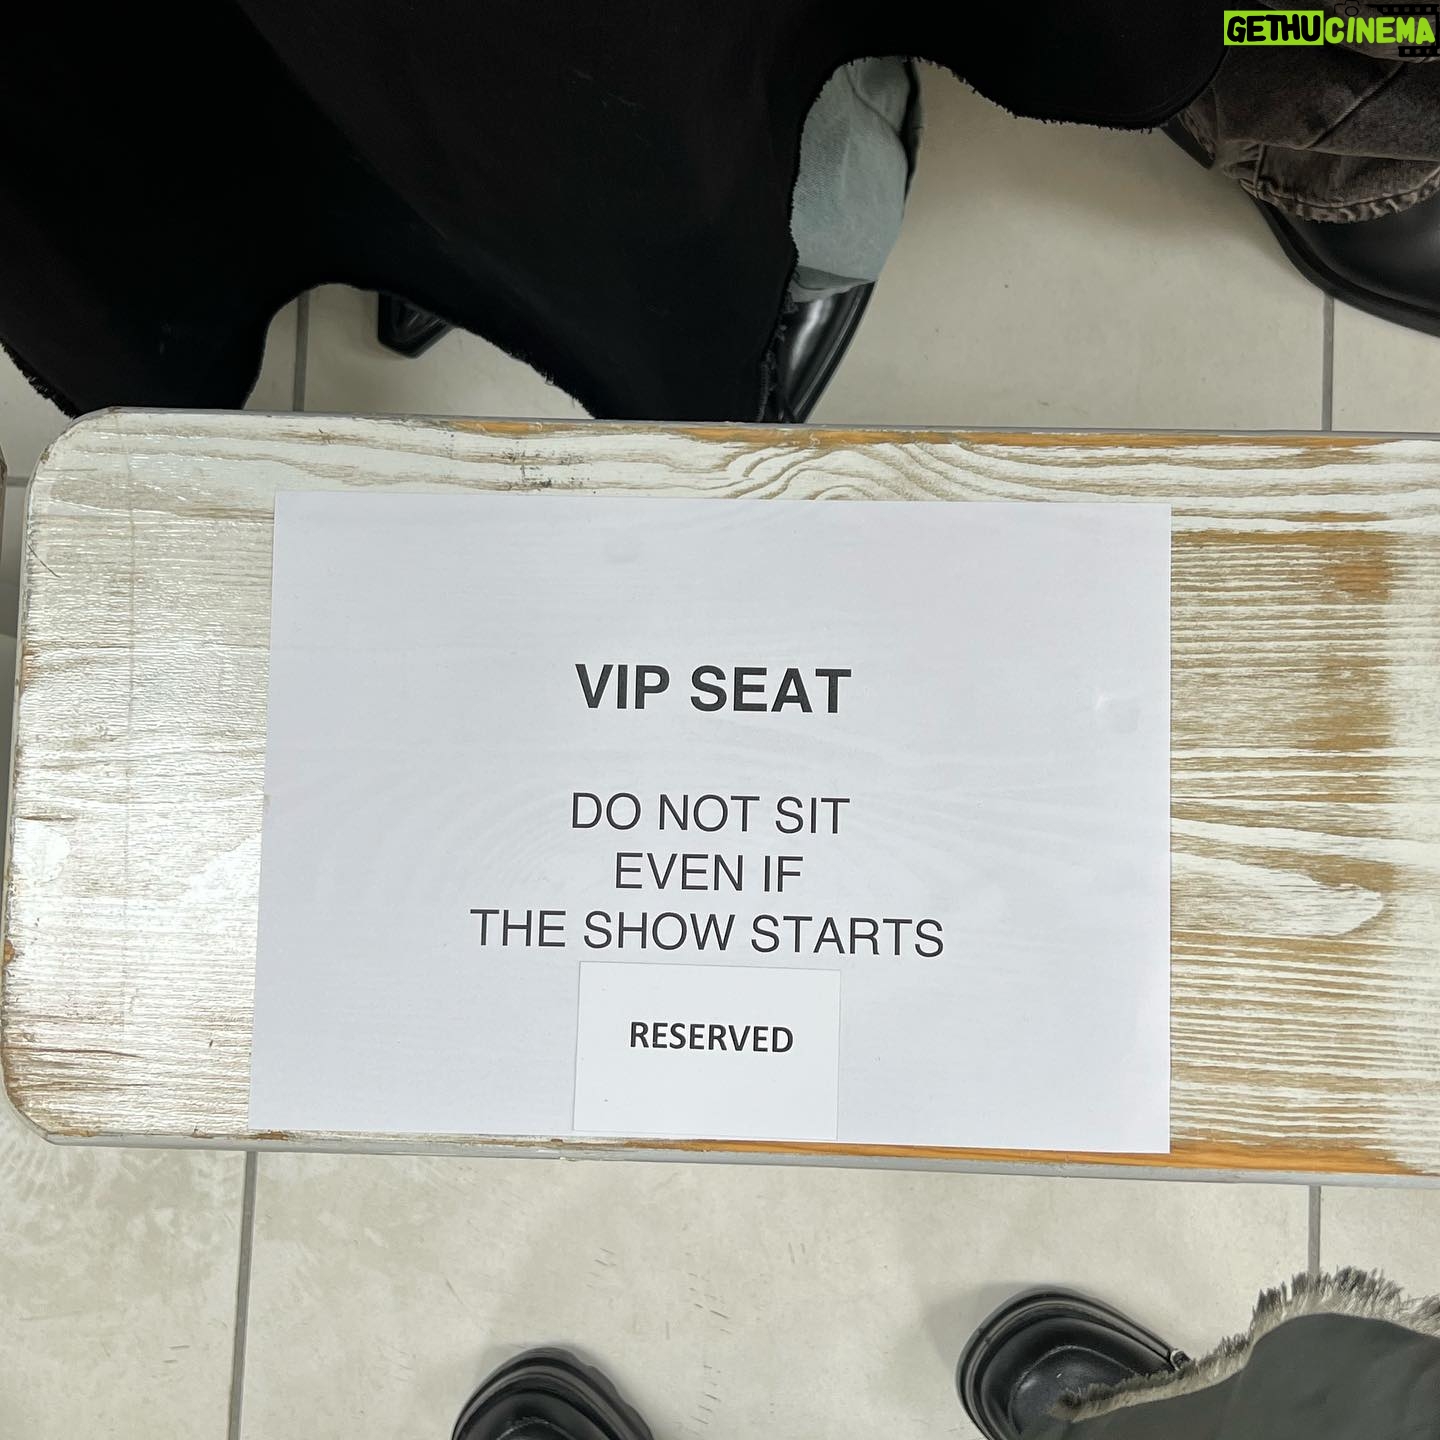 GETHUCINEMA
VIP SEAT
DO NOT SIT
EVEN IF
THE SHOW STARTS
RESERVED